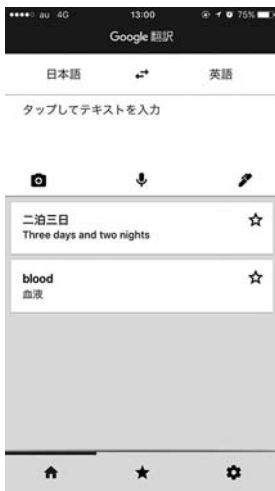 au 4G 13:00 75%
Google 翻訳
日本語 英語
タップしてテキストを入力
二泊三日
Three days and two nights
blood
血液